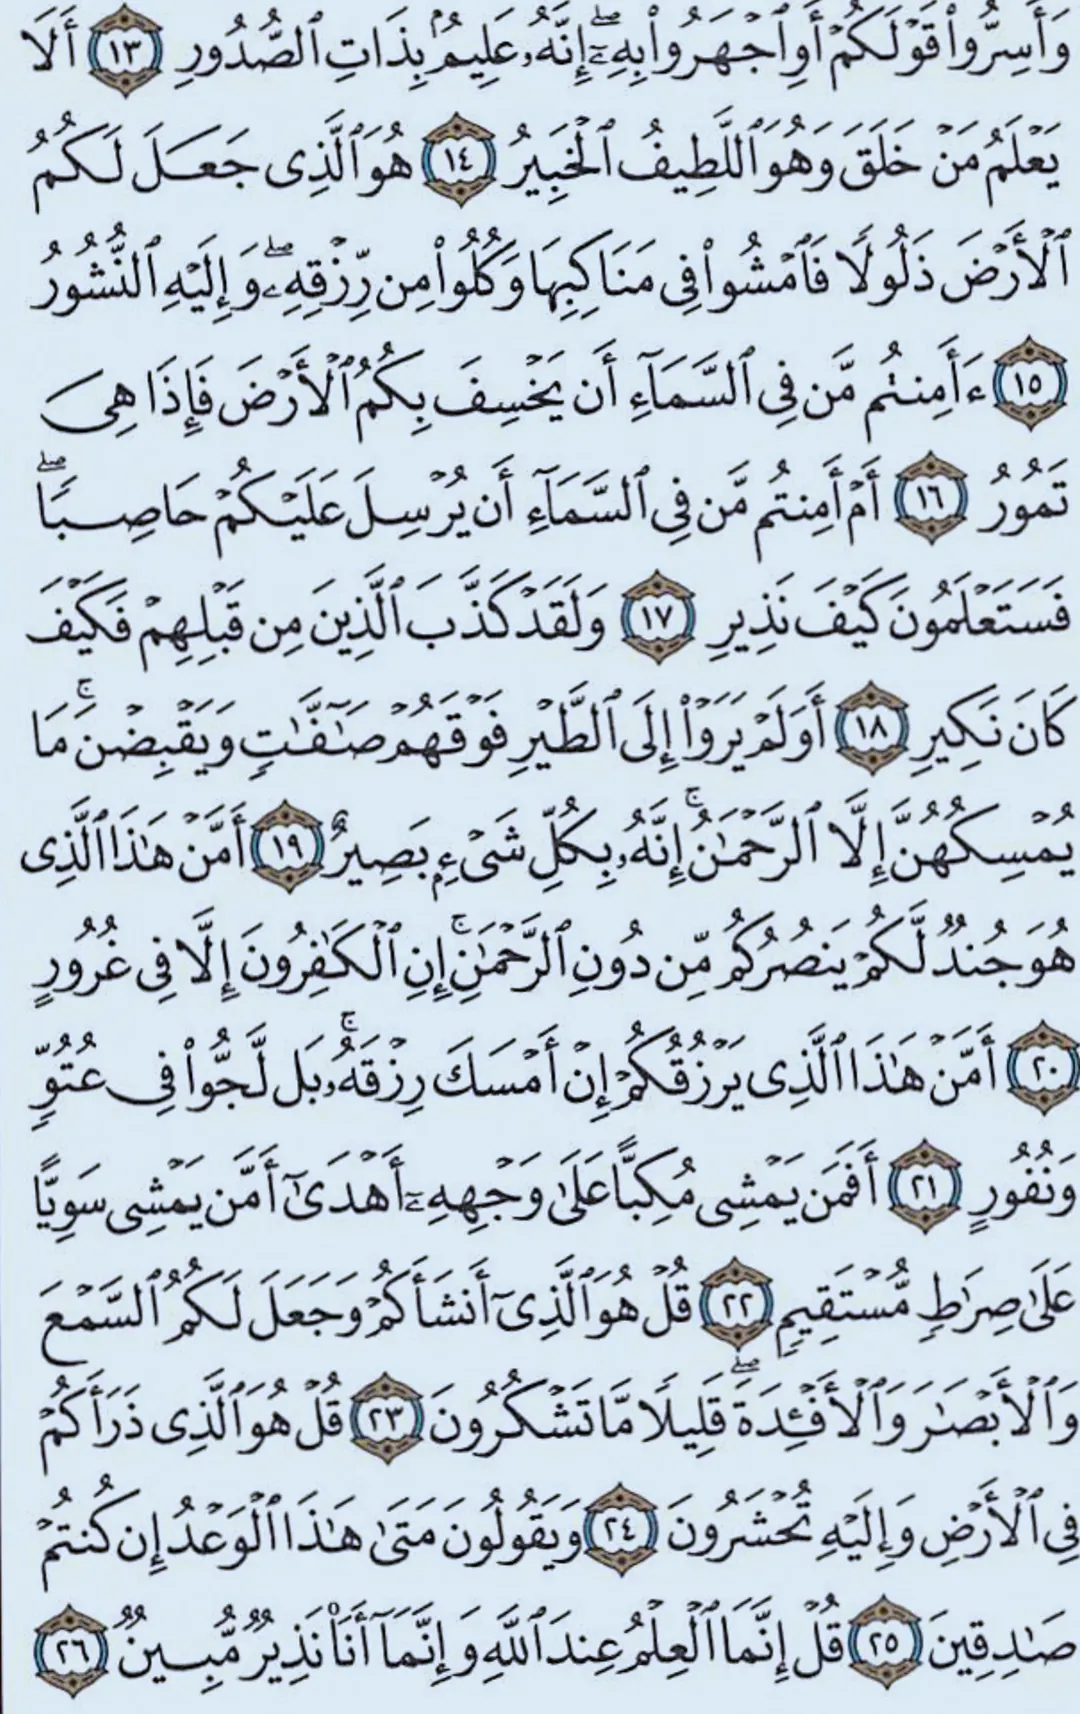 وَأَسِرُّوا۟ قَوْلَكُمْ أَوِ ٱجْهَرُوا۟ بِهِۦٓ ۖ إِنَّهُۥ عَلِيمٌۢ بِذَاتِ ٱلصُّدُورِ ١٣ أَلَا
يَعْلَمُ مَنْ خَلَقَ وَهُوَ ٱللَّطِيفُ ٱلْخَبِيرُ ١٤ هُوَ ٱلَّذِى جَعَلَ لَكُمُ
ٱلْأَرْضَ ذَلُولًا فَٱمْشُوا۟ فِى مَنَاكِبِهَا وَكُلُوا۟ مِن رِّزْقِهِۦ ۖ وَإِلَيْهِ ٱلنُّشُورُ
١٥ ءَأَمِنتُم مَّن فِى ٱلسَّمَآءِ أَن يَخْسِفَ بِكُمُ ٱلْأَرْضَ فَإِذَا هِىَ
تَمُورُ ١٦ أَمْ أَمِنتُم مَّن فِى ٱلسَّمَآءِ أَن يُرْسِلَ عَلَيْكُمْ حَاصِبًا ۖ
فَسَتَعْلَمُونَ كَيْفَ نَذِيرِ ١٧ وَلَقَدْ كَذَّبَ ٱلَّذِينَ مِن قَبْلِهِمْ فَكَيْفَ
كَانَ نَكِيرِ ١٨ أَوَلَمْ يَرَوْا۟ إِلَى ٱلطَّيْرِ فَوْقَهُمْ صَـٰٓفَّـٰتٍ وَيَقْبِضْنَ ۚ مَا
يُمْسِكُهُنَّ إِلَّا ٱلرَّحْمَـٰنُ ۚ إِنَّهُۥ بِكُلِّ شَىْءٍۭ بَصِيرٌ ١٩ أَمَّنْ هَـٰذَا ٱلَّذِى
هُوَ جُندٌ لَّكُمْ يَنصُرُكُم مِّن دُونِ ٱلرَّحْمَـٰنِ ۚ إِنِ ٱلْكَـٰفِرُونَ إِلَّا فِى غُرُورٍ
٢٠ أَمَّنْ هَـٰذَا ٱلَّذِى يَرْزُقُكُمْ إِنْ أَمْسَكَ رِزْقَهُۥ ۚ بَل لَّجُّوا۟ فِى عُتُوٍّ
وَنُفُورٍ ٢١ أَفَمَن يَمْشِى مُكِبًّا عَلَىٰ وَجْهِهِۦٓ أَهْدَىٰٓ أَمَّن يَمْشِى سَوِيًّا
عَلَىٰ صِرَٰطٍ مُّسْتَقِيمٍ ٢٢ قُلْ هُوَ ٱلَّذِىٓ أَنشَأَكُمْ وَجَعَلَ لَكُمُ ٱلسَّمْعَ
وَٱلْأَبْصَـٰرَ وَٱلْأَفْـِٔدَةَ ۖ قَلِيلًا مَّا تَشْكُرُونَ ٢٣ قُلْ هُوَ ٱلَّذِى ذَرَأَكُمْ
فِى ٱلْأَرْضِ وَإِلَيْهِ تُحْشَرُونَ ٢٤ وَيَقُولُونَ مَتَىٰ هَـٰذَا ٱلْوَعْدُ إِن كُنتُمْ
صَـٰدِقِينَ ٢٥ قُلْ إِنَّمَا ٱلْعِلْمُ عِندَ ٱللَّهِ وَإِنَّمَآ أَنَا۠ نَذِيرٌ مُّبِينٌ ٢٦